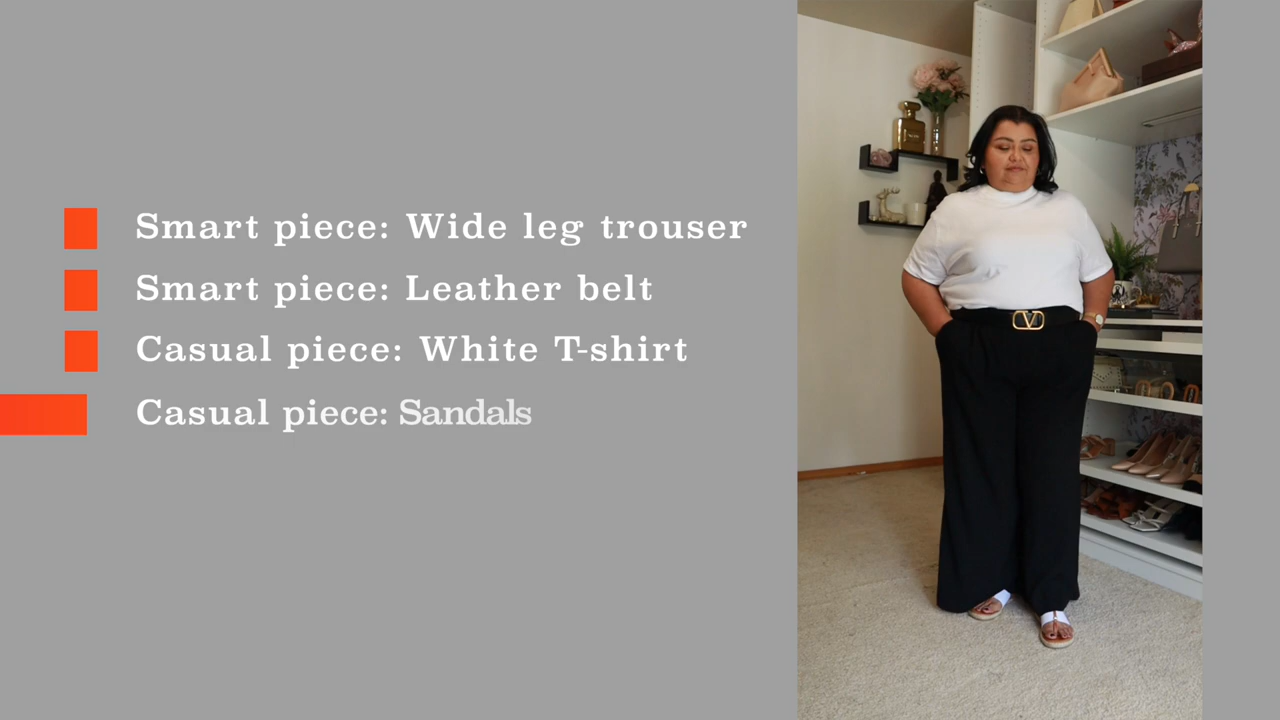 Smart piece: Wide leg trouser
Smart piece: Leather belt
Casual piece: White T-shirt
Casual piece: Sandals